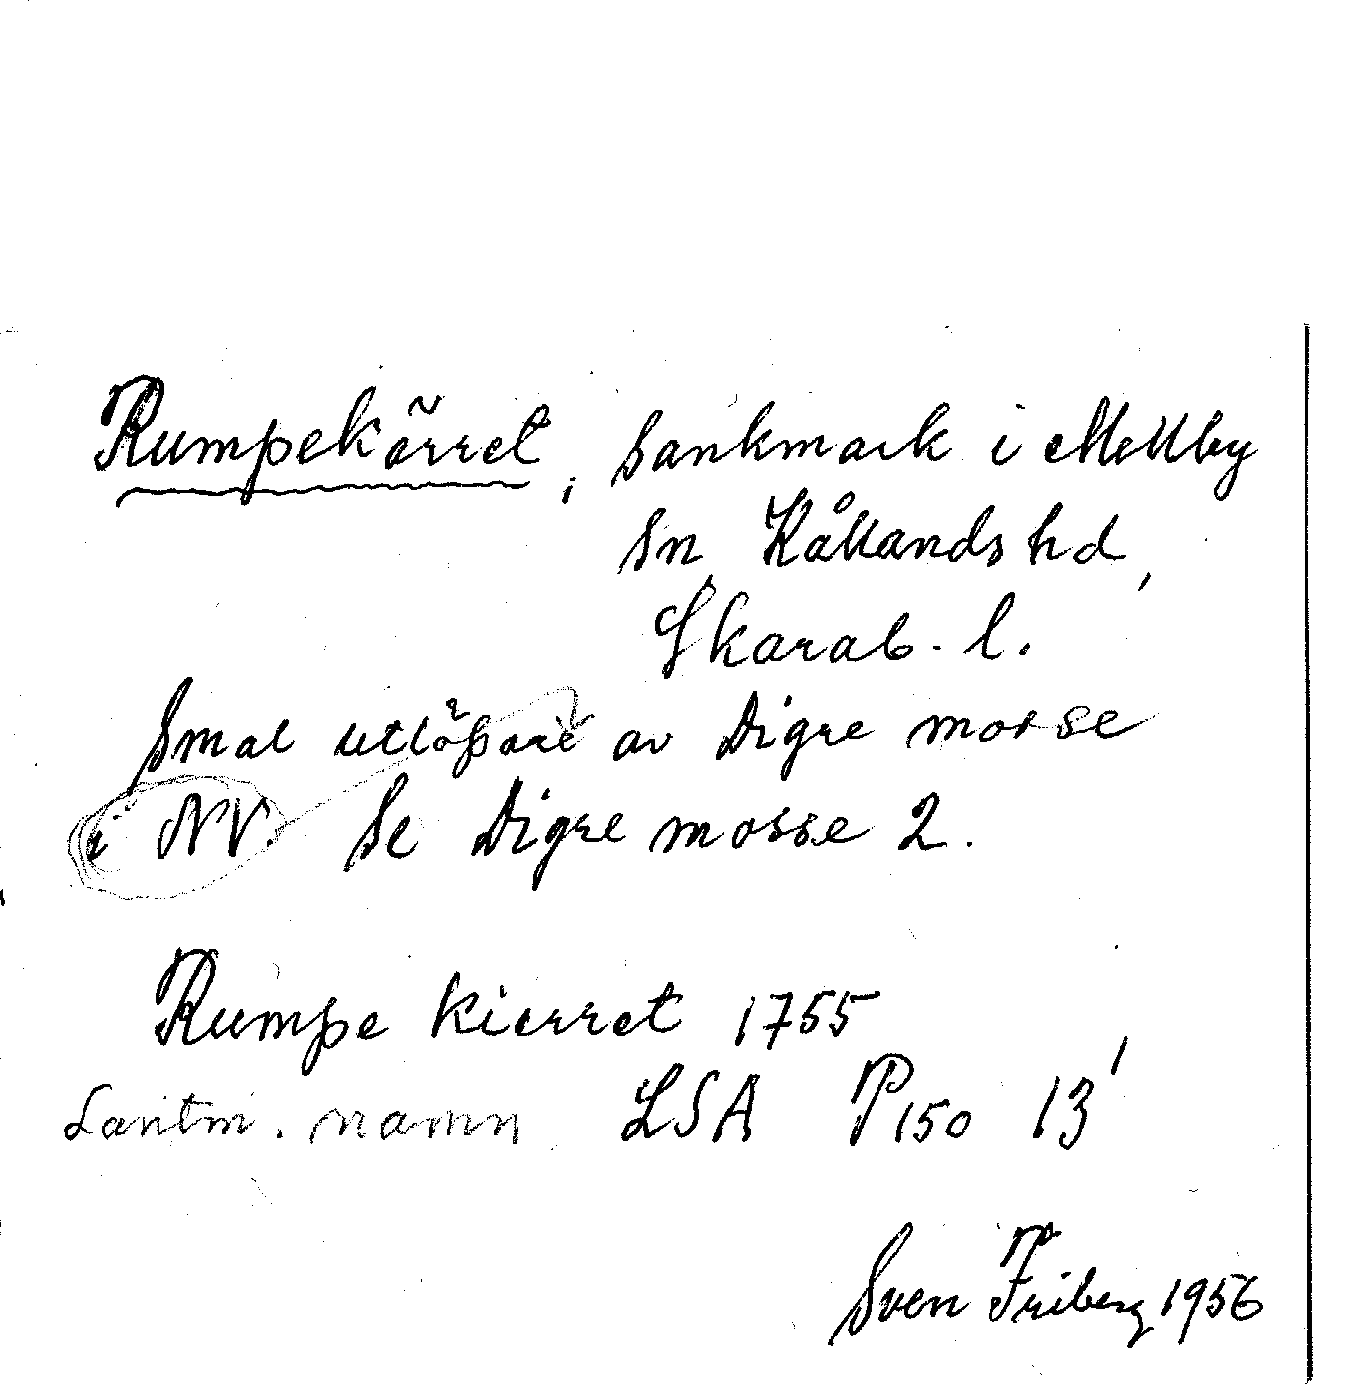 Rumpekärret, sankmark i Mellby
sn Kållands hd,
Skarab. l.
Smal utlöpare av Digre mosse
i NV Se Digre mosse 2.
Rumpe kierret 1755
Lantm. namn LSA P150 13¹
Sven Friberg 1956